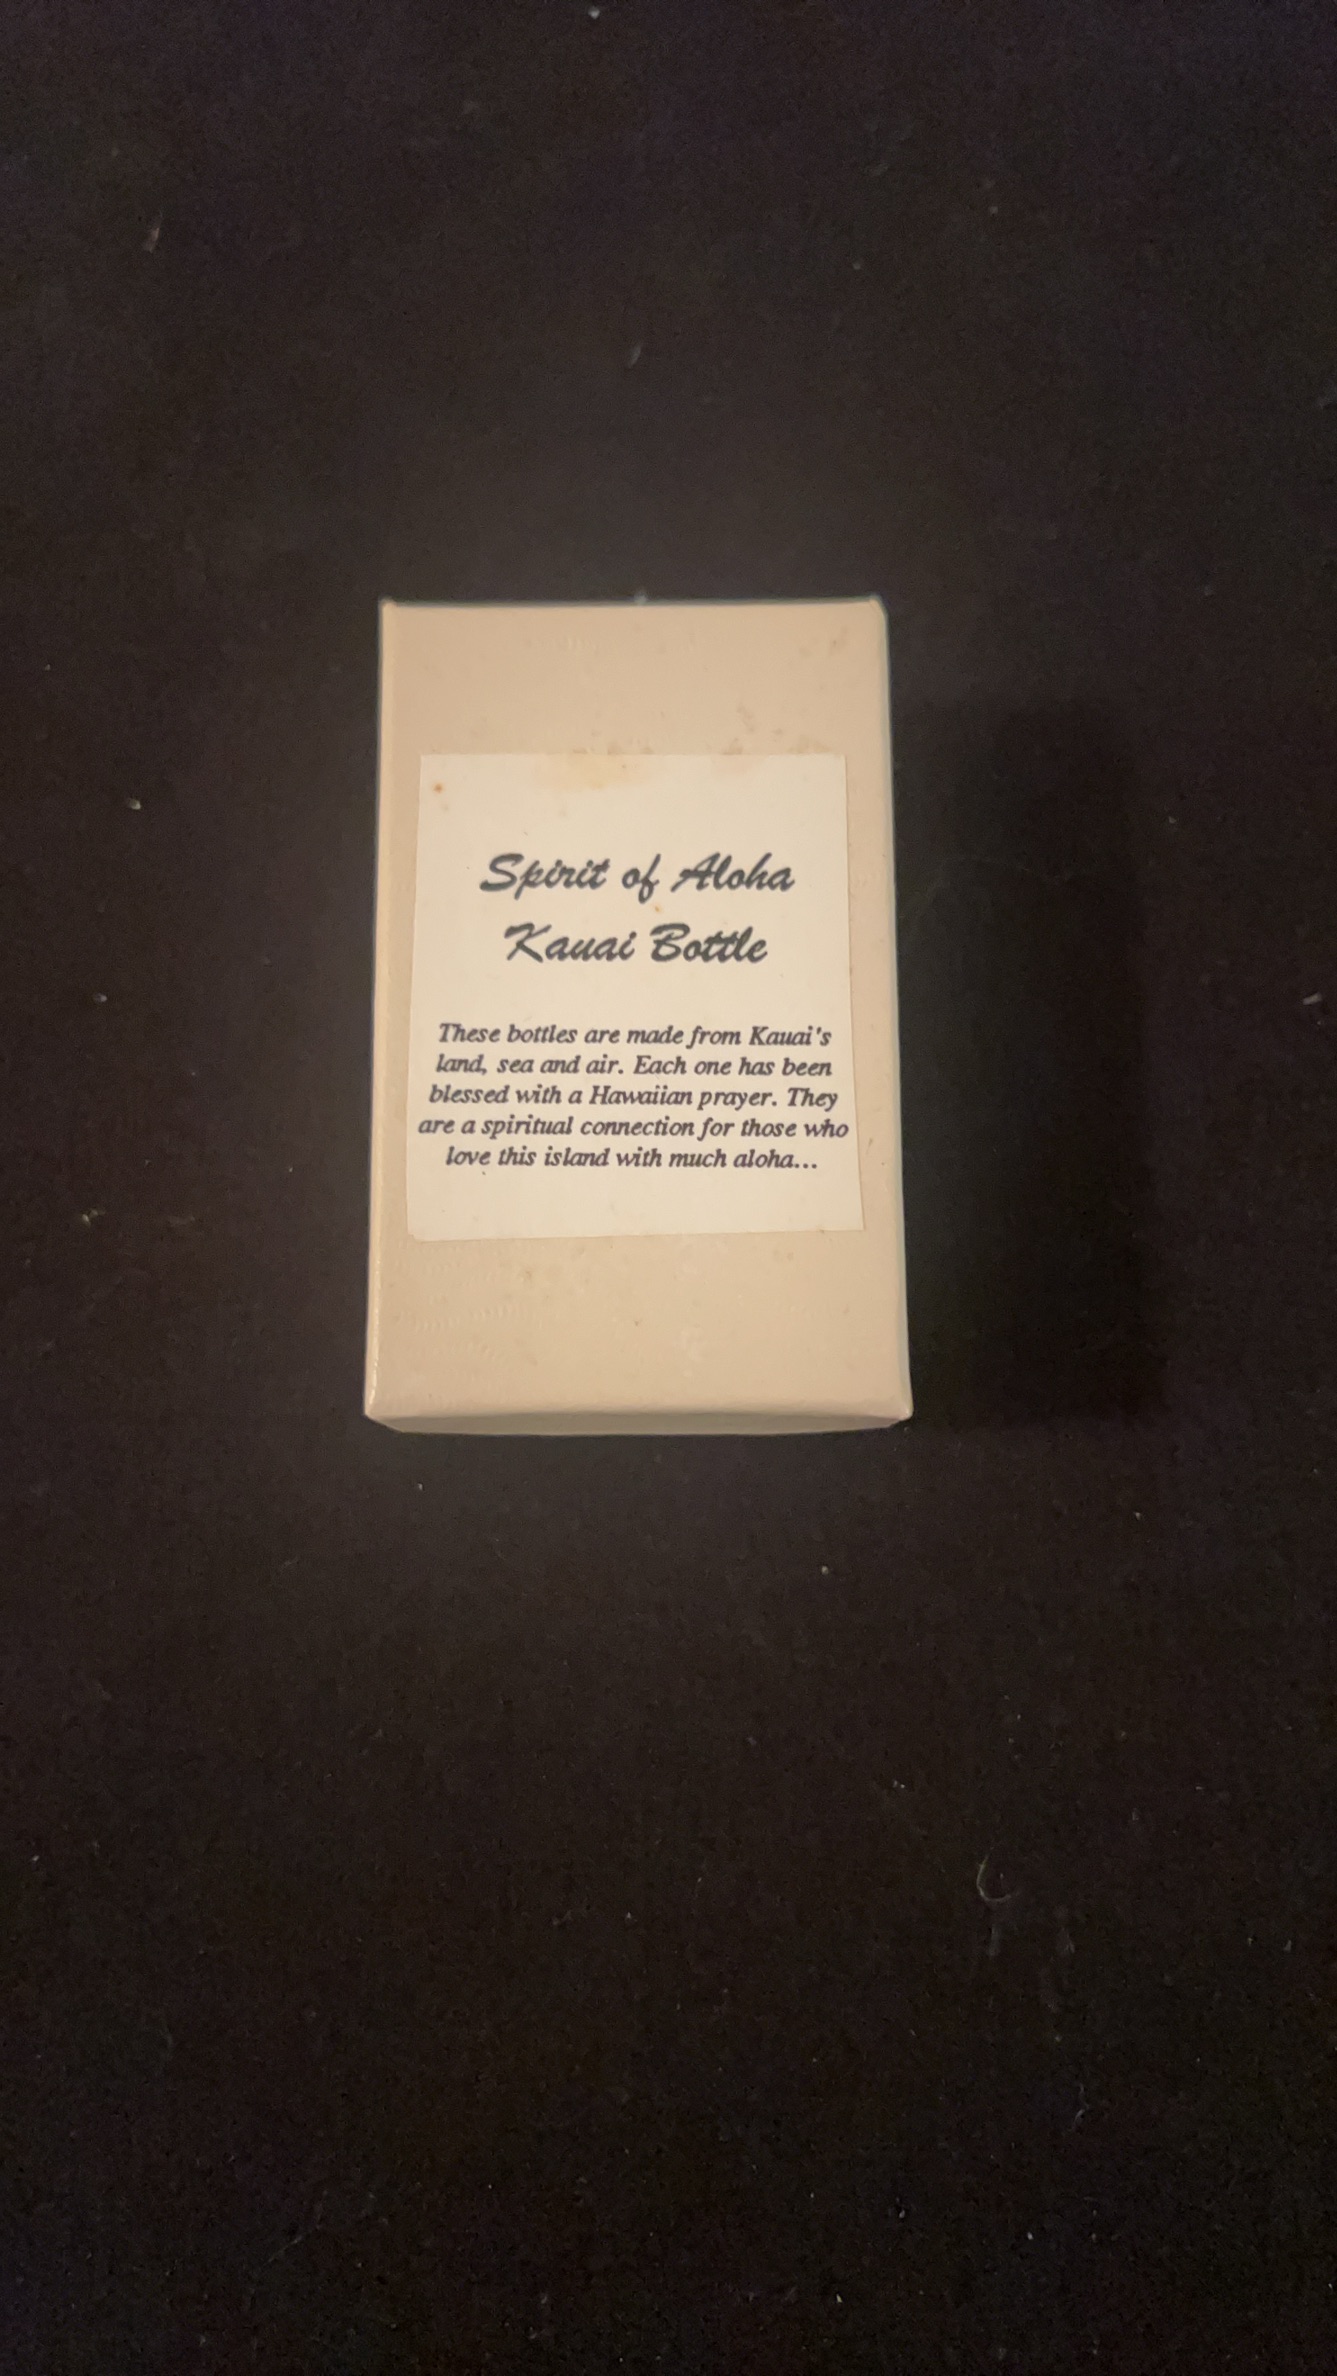 Spirit of Aloha
Kauai Bottle
These bottles are made from Kauai's
land, sea and air. Each one has been
blessed with a Hawaiian prayer. They
are a spiritual connection for those who
love this island with much aloha...